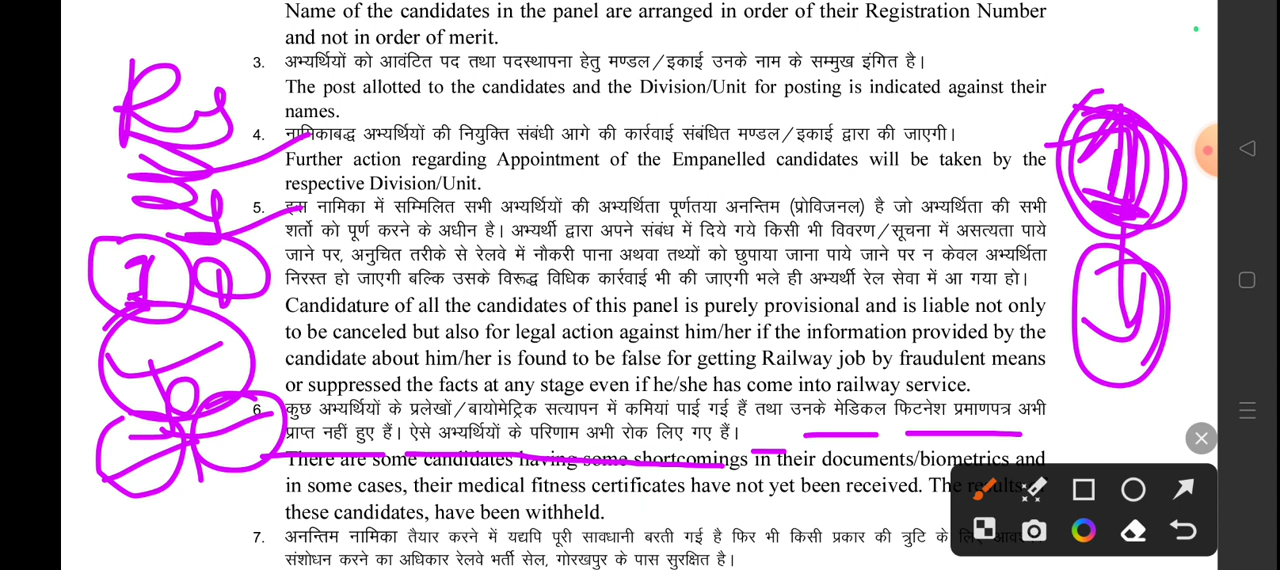 Name of the candidates in the panel are arranged in order of their Registration Number
and not in order of merit.
3. अभ्यर्थियों को आवंटित पद तथा पदस्थापना हेतु मण्डल/इकाई उनके नाम के सम्मुख इंगित है।
The post allotted to the candidates and the Division/Unit for posting is indicated against their
names.
4. नामिकाबद्ध अभ्यर्थियों की नियुक्ति संबंधी आगे की कार्रवाई संबंधित मण्डल/इकाई द्वारा की जाएगी।
Further action regarding Appointment of the Empanelled candidates will be taken by the
respective Division/Unit.
5. इस नामिका में सम्मिलित सभी अभ्यर्थियों की अभ्यर्थिता पूर्णतया अनन्तिम (प्रोविजनल) है जो अभ्यर्थिता की सभी
शर्तो को पूर्ण करने के अधीन है। अभ्यर्थी द्वारा अपने संबंध में दिये गये किसी भी विवरण/सूचना में असत्यता पाये
जाने पर, अनुचित तरीके से रेलवे में नौकरी पाना अथवा तथ्यों को छुपाया जाना पाये जाने पर न केवल अभ्यर्थिता
निरस्त हो जाएगी बल्कि उसके विरूद्ध विधिक कार्रवाई भी की जाएगी भले ही अभ्यर्थी रेल सेवा में आ गया हो।
Candidature of all the candidates of this panel is purely provisional and is liable not only
to be canceled but also for legal action against him/her if the information provided by the
candidate about him/her is found to be false for getting Railway job by fraudulent means
or suppressed the facts at any stage even if he/she has come into railway service.
6. कुछ अभ्यर्थियों के प्रलेखों/बायोमेट्रिक सत्यापन में कमियां पाई गई हैं तथा उनके मेडिकल फिटनेश प्रमाणपत्र अभी
प्राप्त नहीं हुए हैं। ऐसे अभ्यर्थियों के परिणाम अभी रोक लिए गए हैं।
There are some candidates having some shortcomings in their documents/biometrics and
in some cases, their medical fitness certificates have not yet been received. The results
these candidates, have been withheld.
7. अनन्तिम नामिका तैयार करने में यद्यपि पूरी सावधानी बरती गई है फिर भी किसी प्रकार की त्रुटि के
संशोधन करने का अधिकार रेलवे भर्ती सेल, गोरखपुर के पास सुरक्षित है।